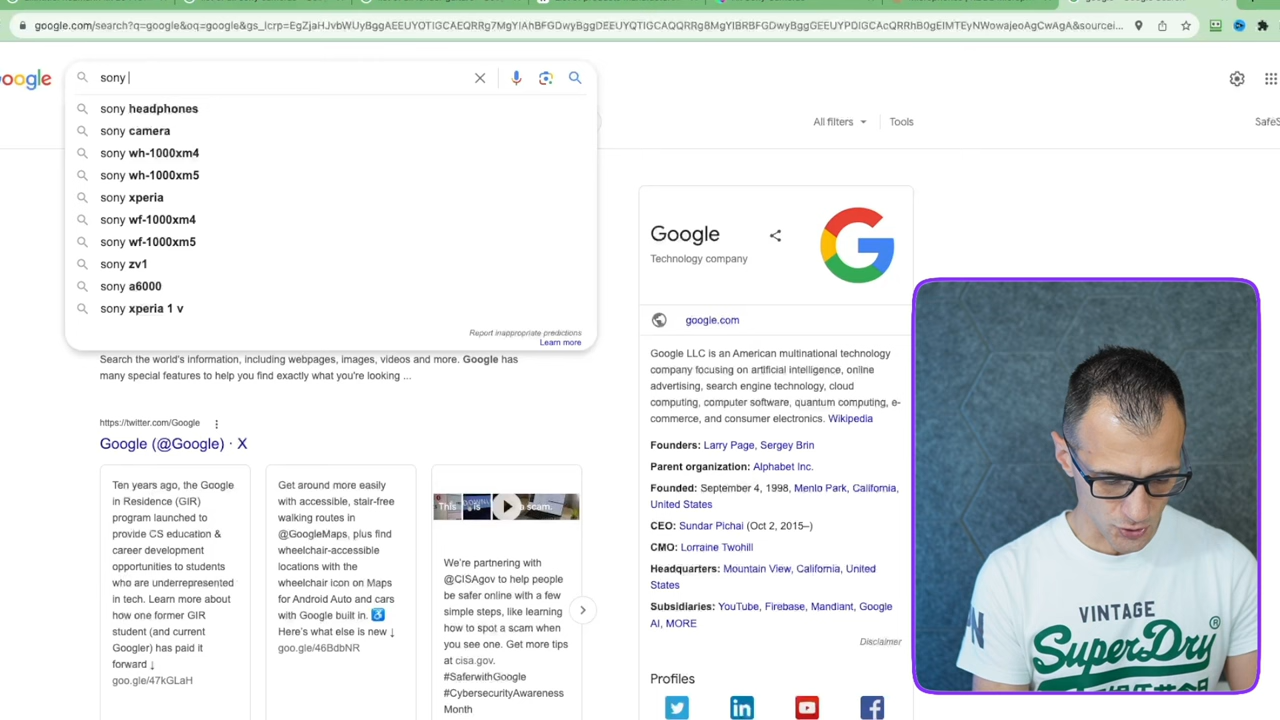 google.com/search?q=google&oq=google&gs_lcrp=EgZjaHJvbWUyBggAEEUYOTIGCAEQRRg7MgYIAhBFGDwyBggDEEUYPDIGCAQQRRg8MgYIBRBFGDwyBggGEEUYPDIGCAcQRRh0gEIMTEyNWowajeoAgCwAgA&sourcei...
oogle
sony
sony headphones
sony camera
sony wh-1000xm4
sony wh-1000xm5
sony xperia
sony wf-1000xm4
sony wf-1000xm5
sony zv1
sony a6000
sony xperia 1 v
Report inappropriate predictions
Learn more
All filters
Tools
SafeS
Search the world's information, including webpages, images, videos and more. Google has
many special features to help you find exactly what you're looking ...
https://twitter.com/Google
Google (@Google) · X
Ten years ago, the Google
in Residence (GIR)
program launched to
provide CS education &
career development
opportunities to students
who are underrepresented
in tech. Learn more about
how one former GIR
student (and current
Googler) has paid it
forward ↓
goo.gle/47kGLaH
Get around more easily
with accessible, stair-free
walking routes in
@GoogleMaps, plus find
wheelchair-accessible
locations with the
wheelchair icon on Maps
for Android Auto and cars
with Google built in. ♿
Here's what else is new ↓
goo.gle/46BdbNR
This is a scam.
We're partnering with
@CISAgov to help people
be safer online with a few
simple steps, like learning
how to spot a scam when
you see one. Get more tips
at cisa.gov.
#SaferwithGoogle
#CybersecurityAwareness
Month
Google
Technology company
google.com
Google LLC is an American multinational technology
company focusing on artificial intelligence, online
advertising, search engine technology, cloud
computing, computer software, quantum computing, e-
commerce, and consumer electronics. Wikipedia
Founders: Larry Page, Sergey Brin
Parent organization: Alphabet Inc.
Founded: September 4, 1998, Menlo Park, California,
United States
CEO: Sundar Pichai (Oct 2, 2015–)
CMO: Lorraine Twohill
Headquarters: Mountain View, California, United
States
Subsidiaries: YouTube, Firebase, Mandiant, Google
AI, MORE
Disclaimer
Profiles
VINTAGE
SUPERDRY ®